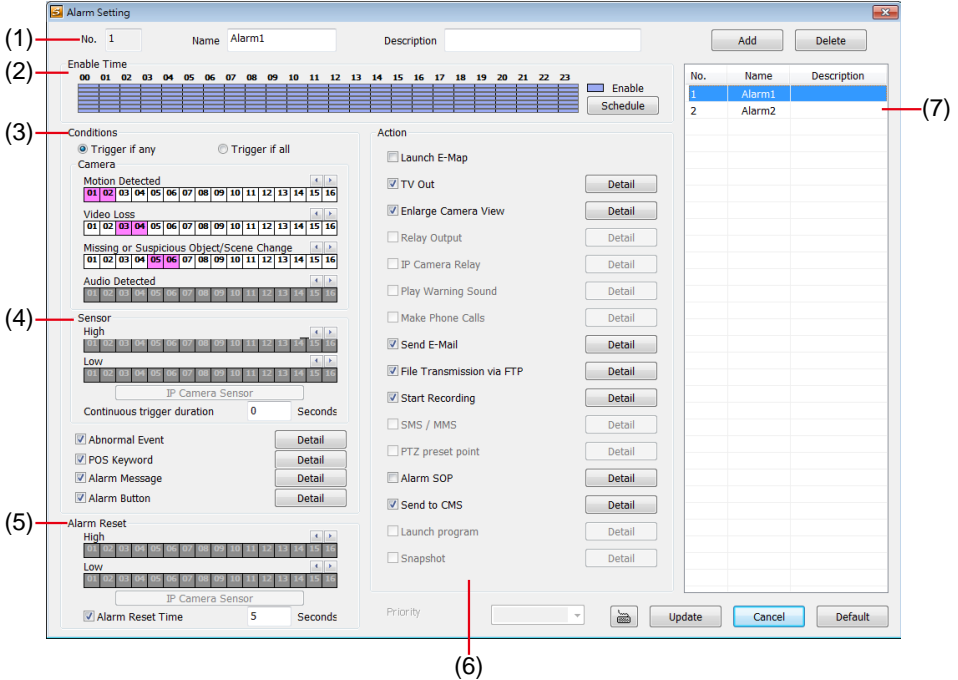 Alarm Setting
(1)
No. 1 Name Alarm1 Description Add Delete
(2)
Enable Time
00 01 02 03 04 05 06 07 08 09 10 11 12 13 14 15 16 17 18 19 20 21 22 23
Enable
Schedule
(3)
Conditions
Trigger if any Trigger if all
Camera
Motion Detected
01 02 03 04 05 06 07 08 09 10 11 12 13 14 15 16
Video Loss
01 02 03 04 05 06 07 08 09 10 11 12 13 14 15 16
Missing or Suspicious Object/Scene Change
01 02 03 04 05 06 07 08 09 10 11 12 13 14 15 16
Audio Detected
01 02 03 04 05 06 07 08 09 10 11 12 13 14 15 16
(4)
Sensor
High
01 02 03 04 05 06 07 08 09 10 11 12 13 14 15 16
Low
01 02 03 04 05 06 07 08 09 10 11 12 13 14 15 16
IP Camera Sensor
Continuous trigger duration 0 Seconds
Abnormal Event Detail
POS Keyword Detail
Alarm Message Detail
Alarm Button Detail
(5)
Alarm Reset
High
01 02 03 04 05 06 07 08 09 10 11 12 13 14 15 16
Low
01 02 03 04 05 06 07 08 09 10 11 12 13 14 15 16
IP Camera Sensor
Alarm Reset Time 5 Seconds
Action
Launch E-Map
TV Out Detail
Enlarge Camera View Detail
Relay Output Detail
IP Camera Relay Detail
Play Warning Sound Detail
Make Phone Calls Detail
Send E-Mail Detail
File Transmission via FTP Detail
Start Recording Detail
SMS / MMS Detail
PTZ preset point Detail
Alarm SOP Detail
Send to CMS Detail
Launch program Detail
Snapshot Detail
(6)
No. Name Description
1 Alarm1
2 Alarm2
(7)
Priority Update Cancel Default